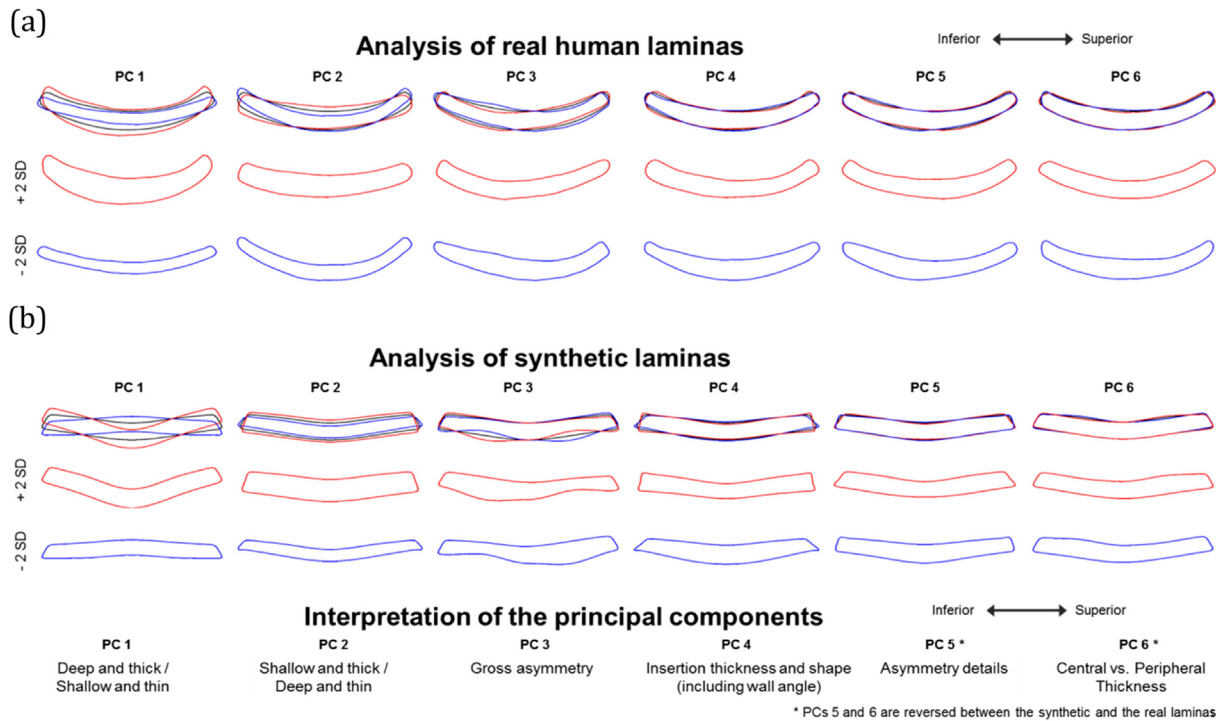 (a)
Analysis of real human laminas
Inferior Superior
PC 1 PC 2 PC 3 PC 4 PC 5 PC 6
+ 2 SD
- 2 SD
(b)
Analysis of synthetic laminas
PC 1 PC 2 PC 3 PC 4 PC 5 PC 6
+ 2 SD
- 2 SD
Interpretation of the principal components
Inferior Superior
PC 1 PC 2 PC 3 PC 4 PC 5 * PC 6 *
Deep and thick / Shallow and thick / Gross asymmetry Insertion thickness and shape Asymmetry details Central vs. Peripheral
Shallow and thin Deep and thin (including wall angle) Thickness
* PCs 5 and 6 are reversed between the synthetic and the real laminas